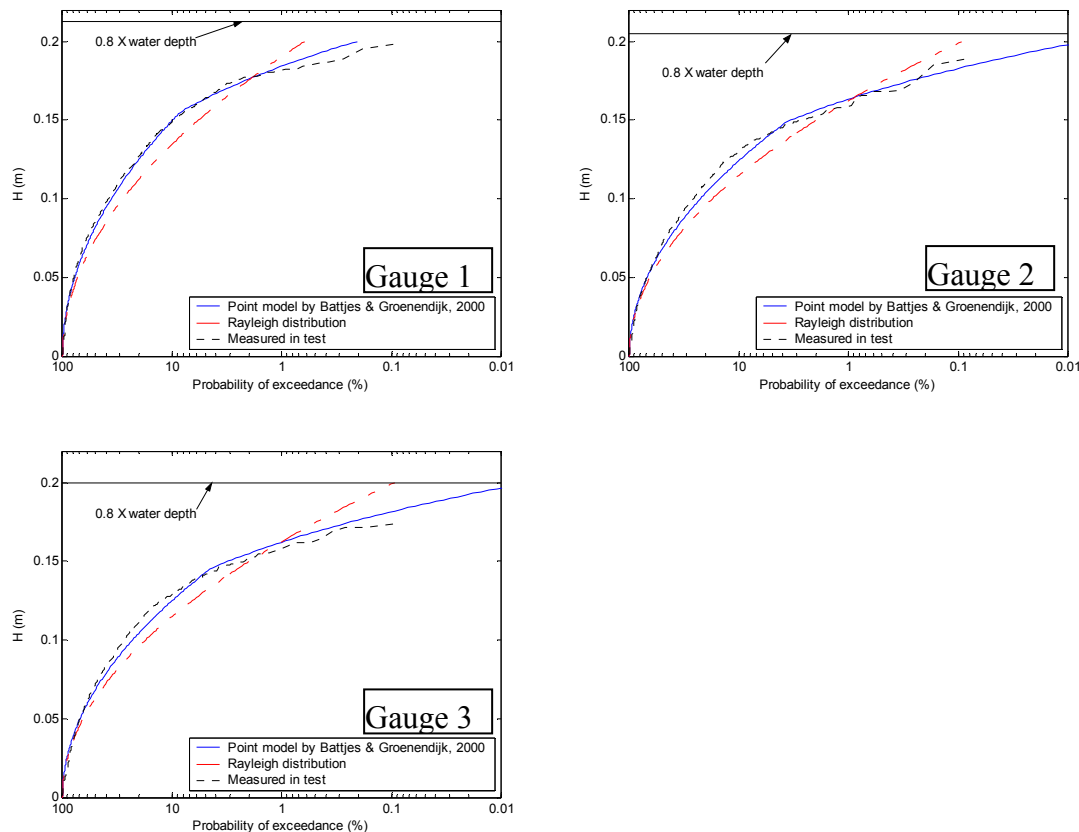 0.2
0.15
0.1
0.05
0
H (m)
0.8 X water depth
Gauge 1
Point model by Battjes & Groenendijk, 2000
Rayleigh distribution
Measured in test
100
10
1
0.1
0.01
Probability of exceedance (%)
0.2
0.15
0.1
0.05
0
H (m)
0.8 X water depth
Gauge 2
Point model by Battjes & Groenendijk, 2000
Rayleigh distribution
Measured in test
100
10
1
0.1
0.01
Probability of exceedance (%)
0.2
0.15
0.1
0.05
0
H (m)
0.8 X water depth
Gauge 3
Point model by Battjes & Groenendijk, 2000
Rayleigh distribution
Measured in test
100
10
1
0.1
0.01
Probability of exceedance (%)